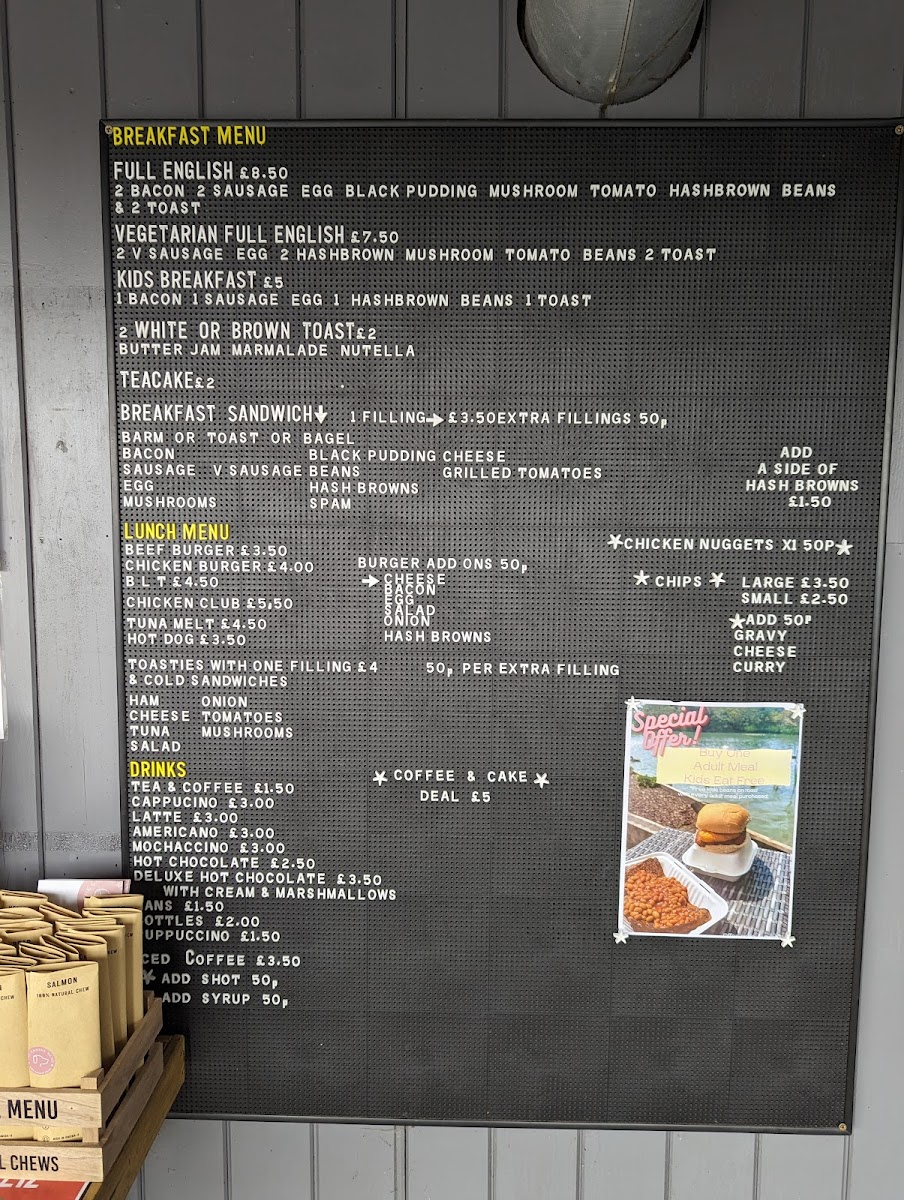 BREAKFAST MENU
FULL ENGLISH £8.50
2 BACON 2 SAUSAGE EGG BLACK PUDDING MUSHROOM TOMATO HASHBROWN BEANS
& 2 TOAST
VEGETARIAN FULL ENGLISH £7.50
2 V SAUSAGE EGG 2 HASHBROWN MUSHROOM TOMATO BEANS 2 TOAST
KIDS BREAKFAST £5
1 BACON 1 SAUSAGE EGG 1 HASHBROWN BEANS 1 TOAST
2 WHITE OR BROWN TOAST £2
BUTTER JAM MARMALADE NUTELLA
TEACAKE £2
BREAKFAST SANDWICH 1 FILLING £3.50 EXTRA FILLINGS 50p
BARM OR TOAST OR BAGEL
BACON BLACK PUDDING CHEESE
SAUSAGE V SAUSAGE BEANS GRILLED TOMATOES
EGG HASH BROWNS
MUSHROOMS SPAM
ADD
A SIDE OF
HASH BROWNS
£1.50
LUNCH MENU
BEEF BURGER £3.50
CHICKEN BURGER £4.00
B L T £4.50
CHICKEN CLUB £5,50
TUNA MELT £4.50
HOT DOG £3.50
BURGER ADD ONS 50p
CHEESE
BACON
EGG
SALAD
ONION
HASH BROWNS
CHICKEN NUGGETS X1 50P
CHIPS LARGE £3.50
SMALL £2.50
ADD 50P
GRAVY
CHEESE
CURRY
TOASTIES WITH ONE FILLING £4 50p PER EXTRA FILLING
& COLD SANDWICHES
HAM ONION
CHEESE TOMATOES
TUNA MUSHROOMS
SALAD
DRINKS
TEA & COFFEE £1.50
CAPPUCINO £3.00
LATTE £3.00
AMERICANO £3.00
MOCHACCINO £3.00
HOT CHOCOLATE £2.50
DELUXE HOT CHOCOLATE £3.50
WITH CREAM & MARSHMALLOWS
ANS £1.50
OTTLES £2.00
UPPUCCINO £1.50
CED COFFEE £3.50
ADD SHOT 50p
ADD SYRUP 50p
COFFEE & CAKE
DEAL £5
Special
Offer!
Buy One
Adult Meal
Kids Eat Free
SALMON
100% NATURAL CHEW
MENU
L CHEWS